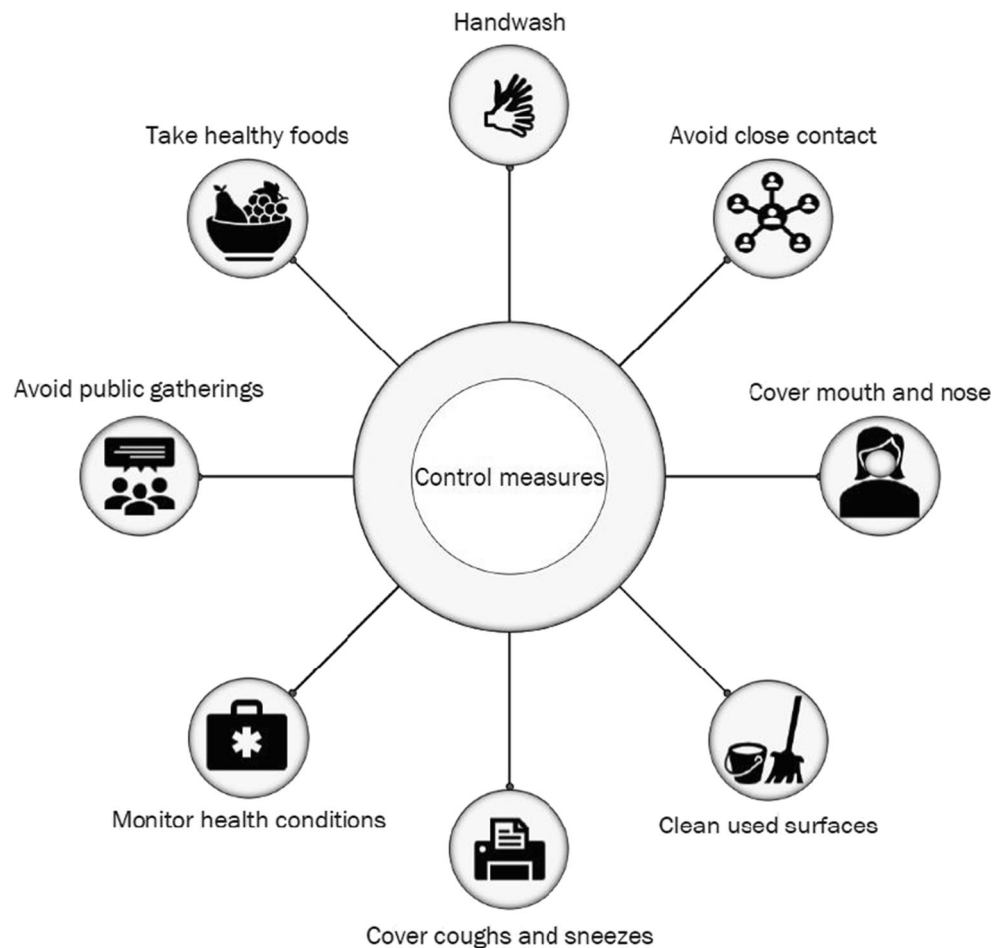 Handwash
Take healthy foods
Avoid close contact
Avoid public gatherings
Cover mouth and nose
Control measures
Monitor health conditions
Clean used surfaces
Cover coughs and sneezes